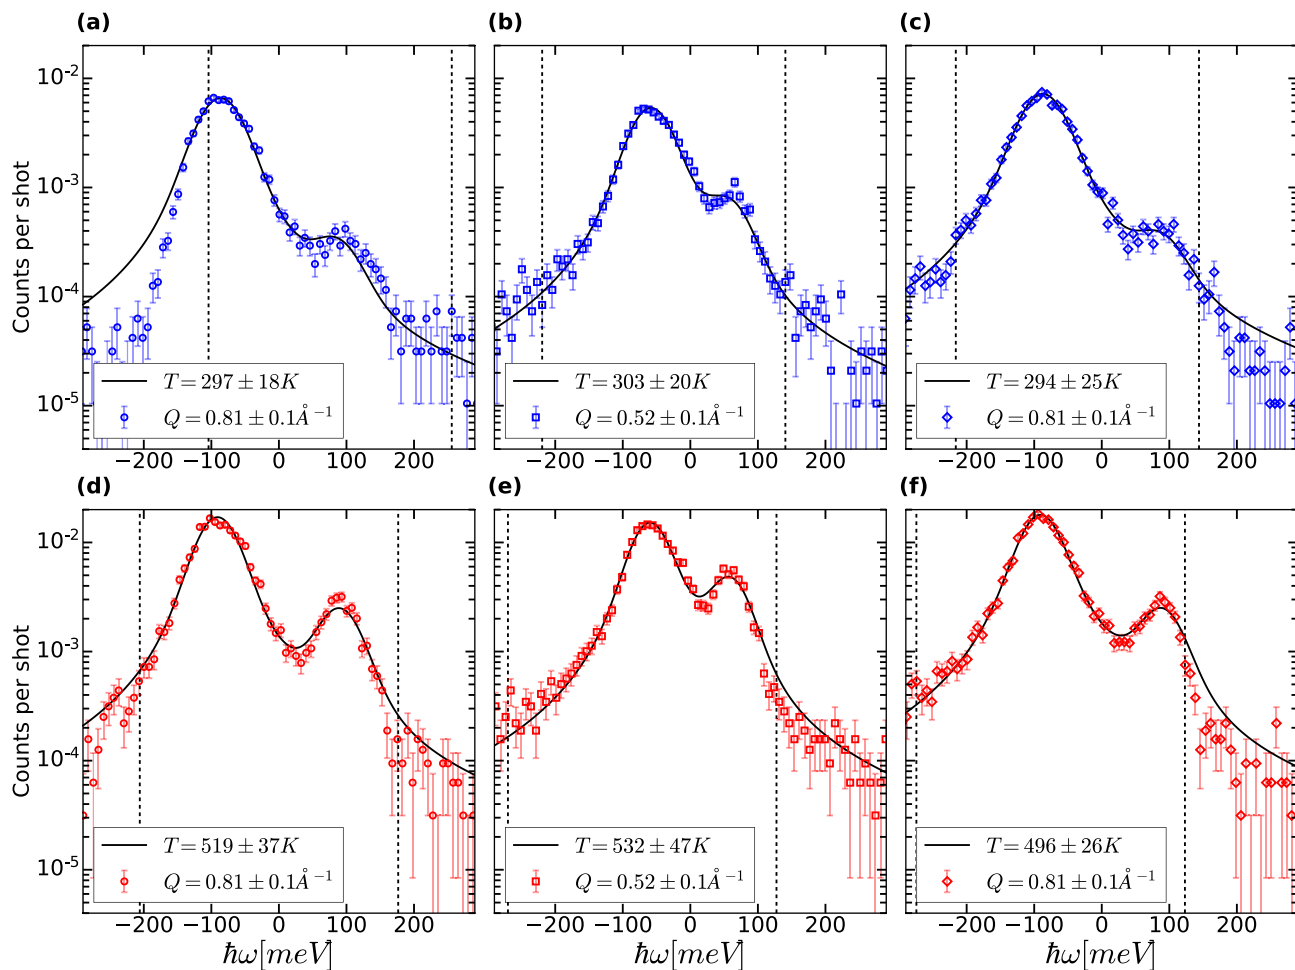 (a) (b) (c)
Counts per shot
10⁻²
10⁻³
10⁻⁴
10⁻⁵
T = 297 ± 18K
Q = 0.81 ± 0.1Å⁻¹
T = 303 ± 20K
Q = 0.52 ± 0.1Å⁻¹
T = 294 ± 25K
Q = 0.81 ± 0.1Å⁻¹
−200 −100 0 100 200
−200 −100 0 100 200
−200 −100 0 100 200
(d) (e) (f)
Counts per shot
10⁻²
10⁻³
10⁻⁴
10⁻⁵
T = 519 ± 37K
Q = 0.81 ± 0.1Å⁻¹
T = 532 ± 47K
Q = 0.52 ± 0.1Å⁻¹
T = 496 ± 26K
Q = 0.81 ± 0.1Å⁻¹
−200 −100 0 100 200
−200 −100 0 100 200
−200 −100 0 100 200
ħω[meV]
ħω[meV]
ħω[meV]